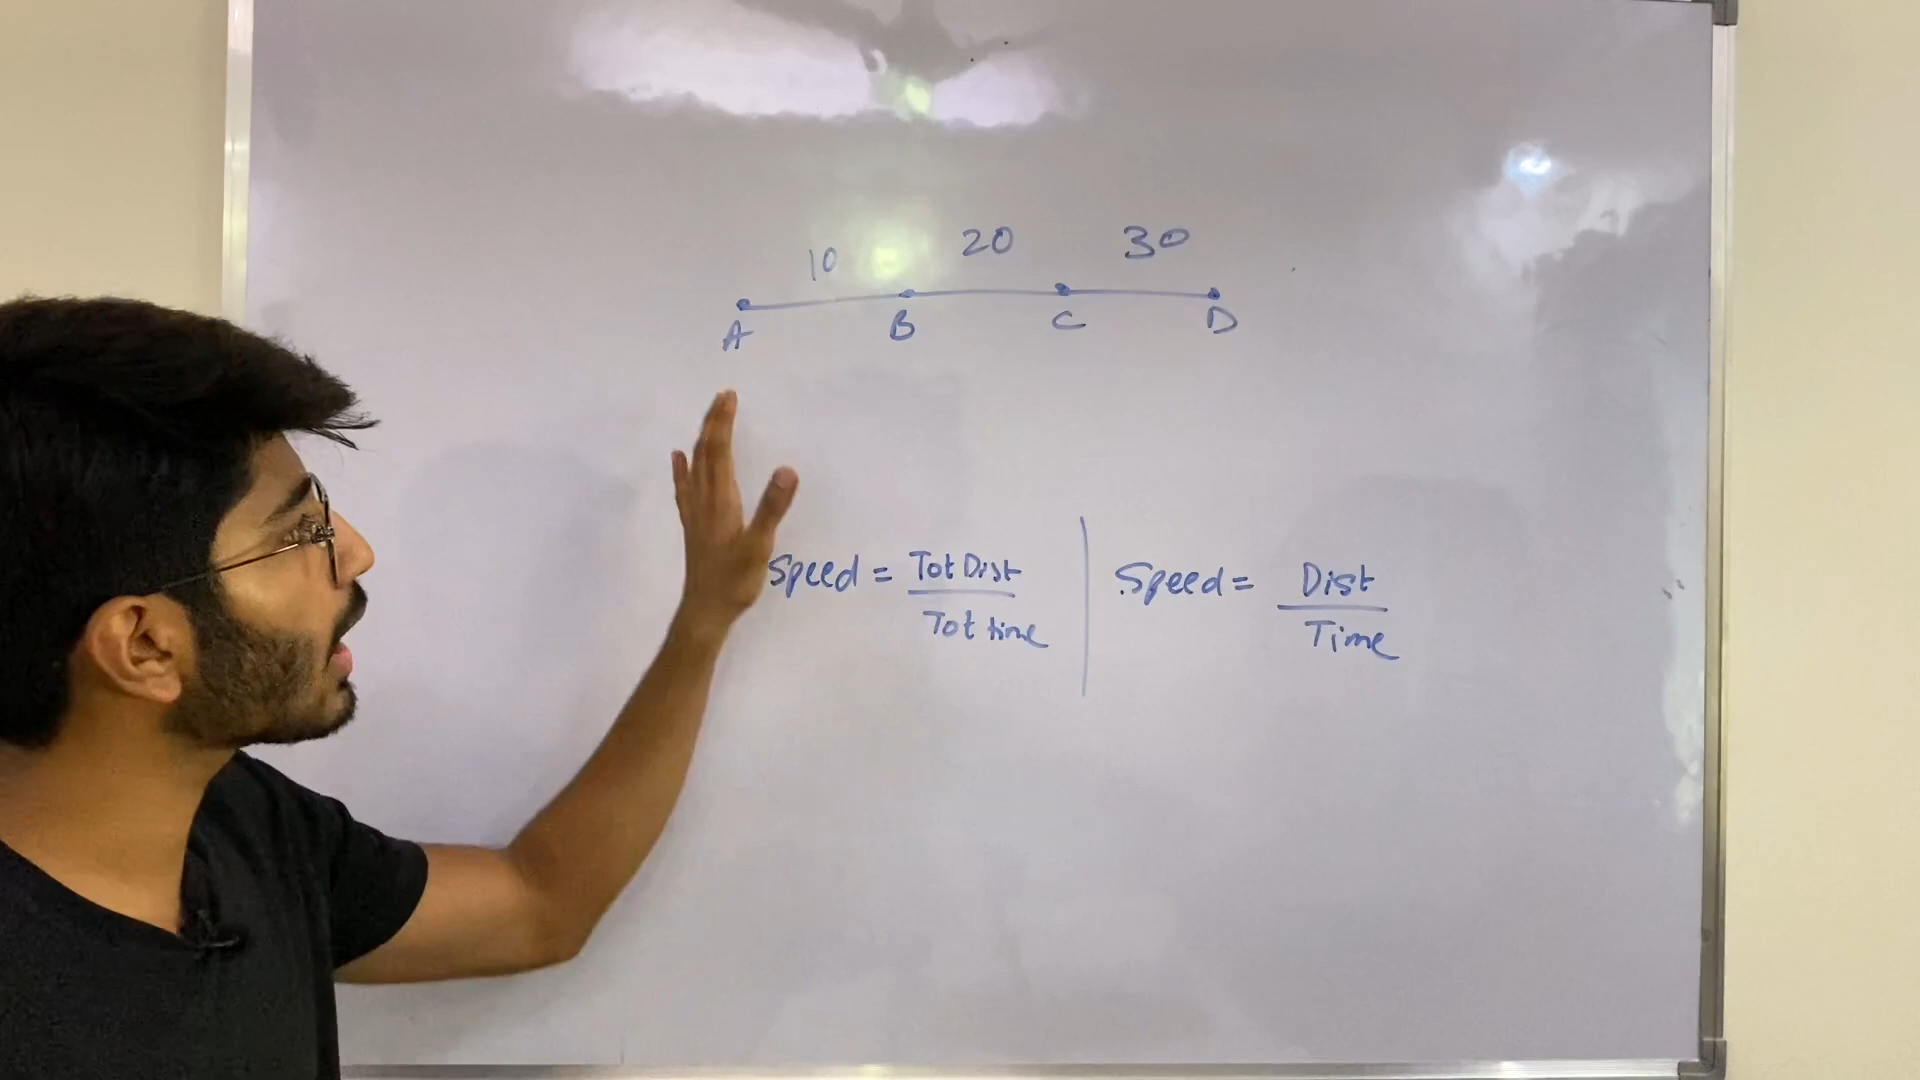 10 20 30
A B C D
Speed = Tot Dist
Tot time
Speed = Dist
Time